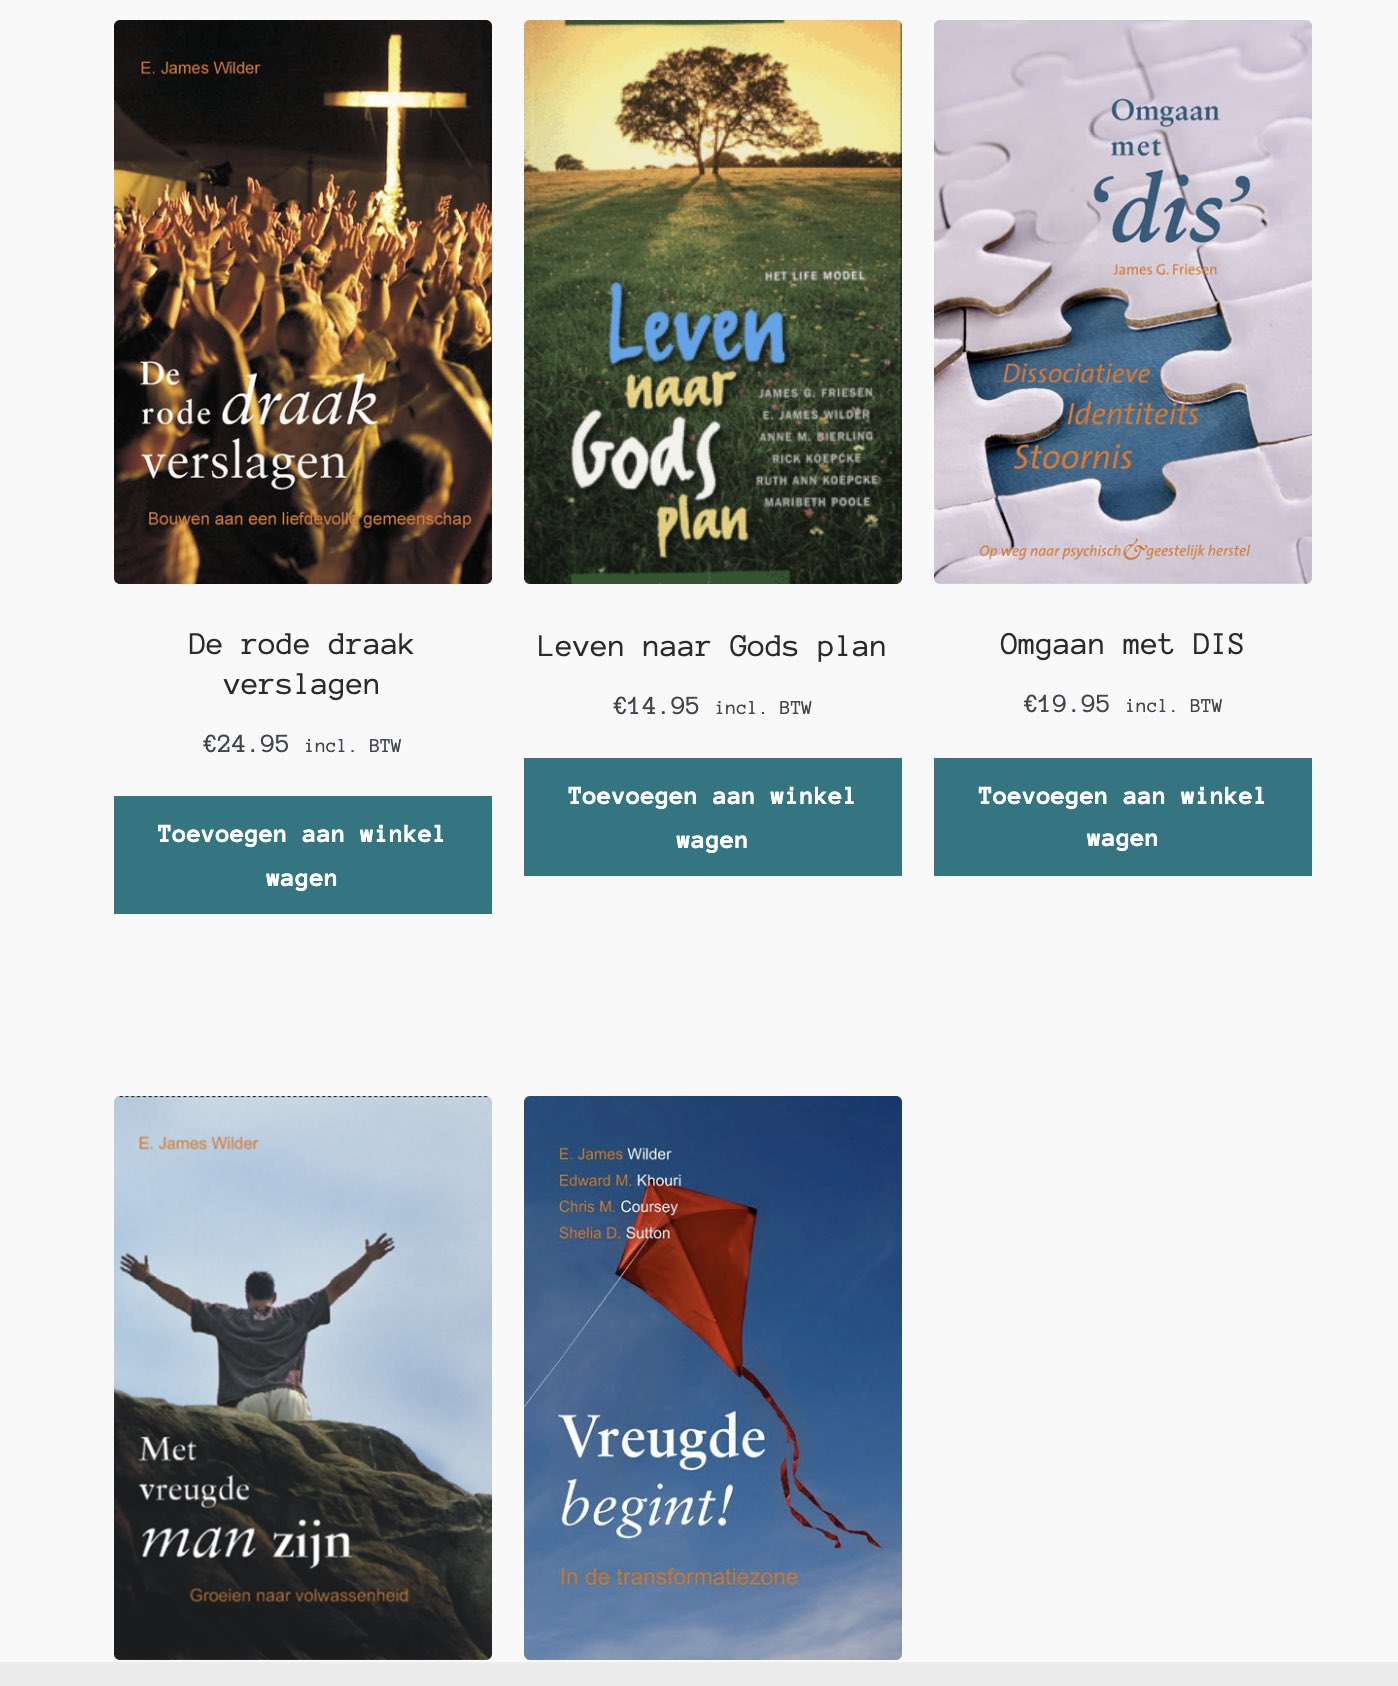 E. James Wilder
De
rode draak
verslagen
Bouwen aan een liefdevolle gemeenschap
De rode draak
verslagen
€24.95 incl. BTW
Toevoegen aan winkel
wagen
HET LIFE MODEL
Leven
naar
Gods
plan
JAMES G. FRIESEN
E. JAMES WILDER
ANNE M. BIERLING
RICK KOEPCKE
RUTH ANN KOEPCKE
MARIBETH POOLE
Leven naar Gods plan
€14.95 incl. BTW
Toevoegen aan winkel
wagen
Omgaan
met
‘dis’
James G. Friesen
Dissociatieve
Identiteits
Stoornis
Op weg naar psychisch & geestelijk herstel
Omgaan met DIS
€19.95 incl. BTW
Toevoegen aan winkel
wagen
E. James Wilder
Met
vreugde
man zijn
Groeien naar volwassenheid
E. James Wilder
Edward M. Khouri
Chris M. Coursey
Shelia D. Sutton
Vreugde
begint!
In de transformatiezone